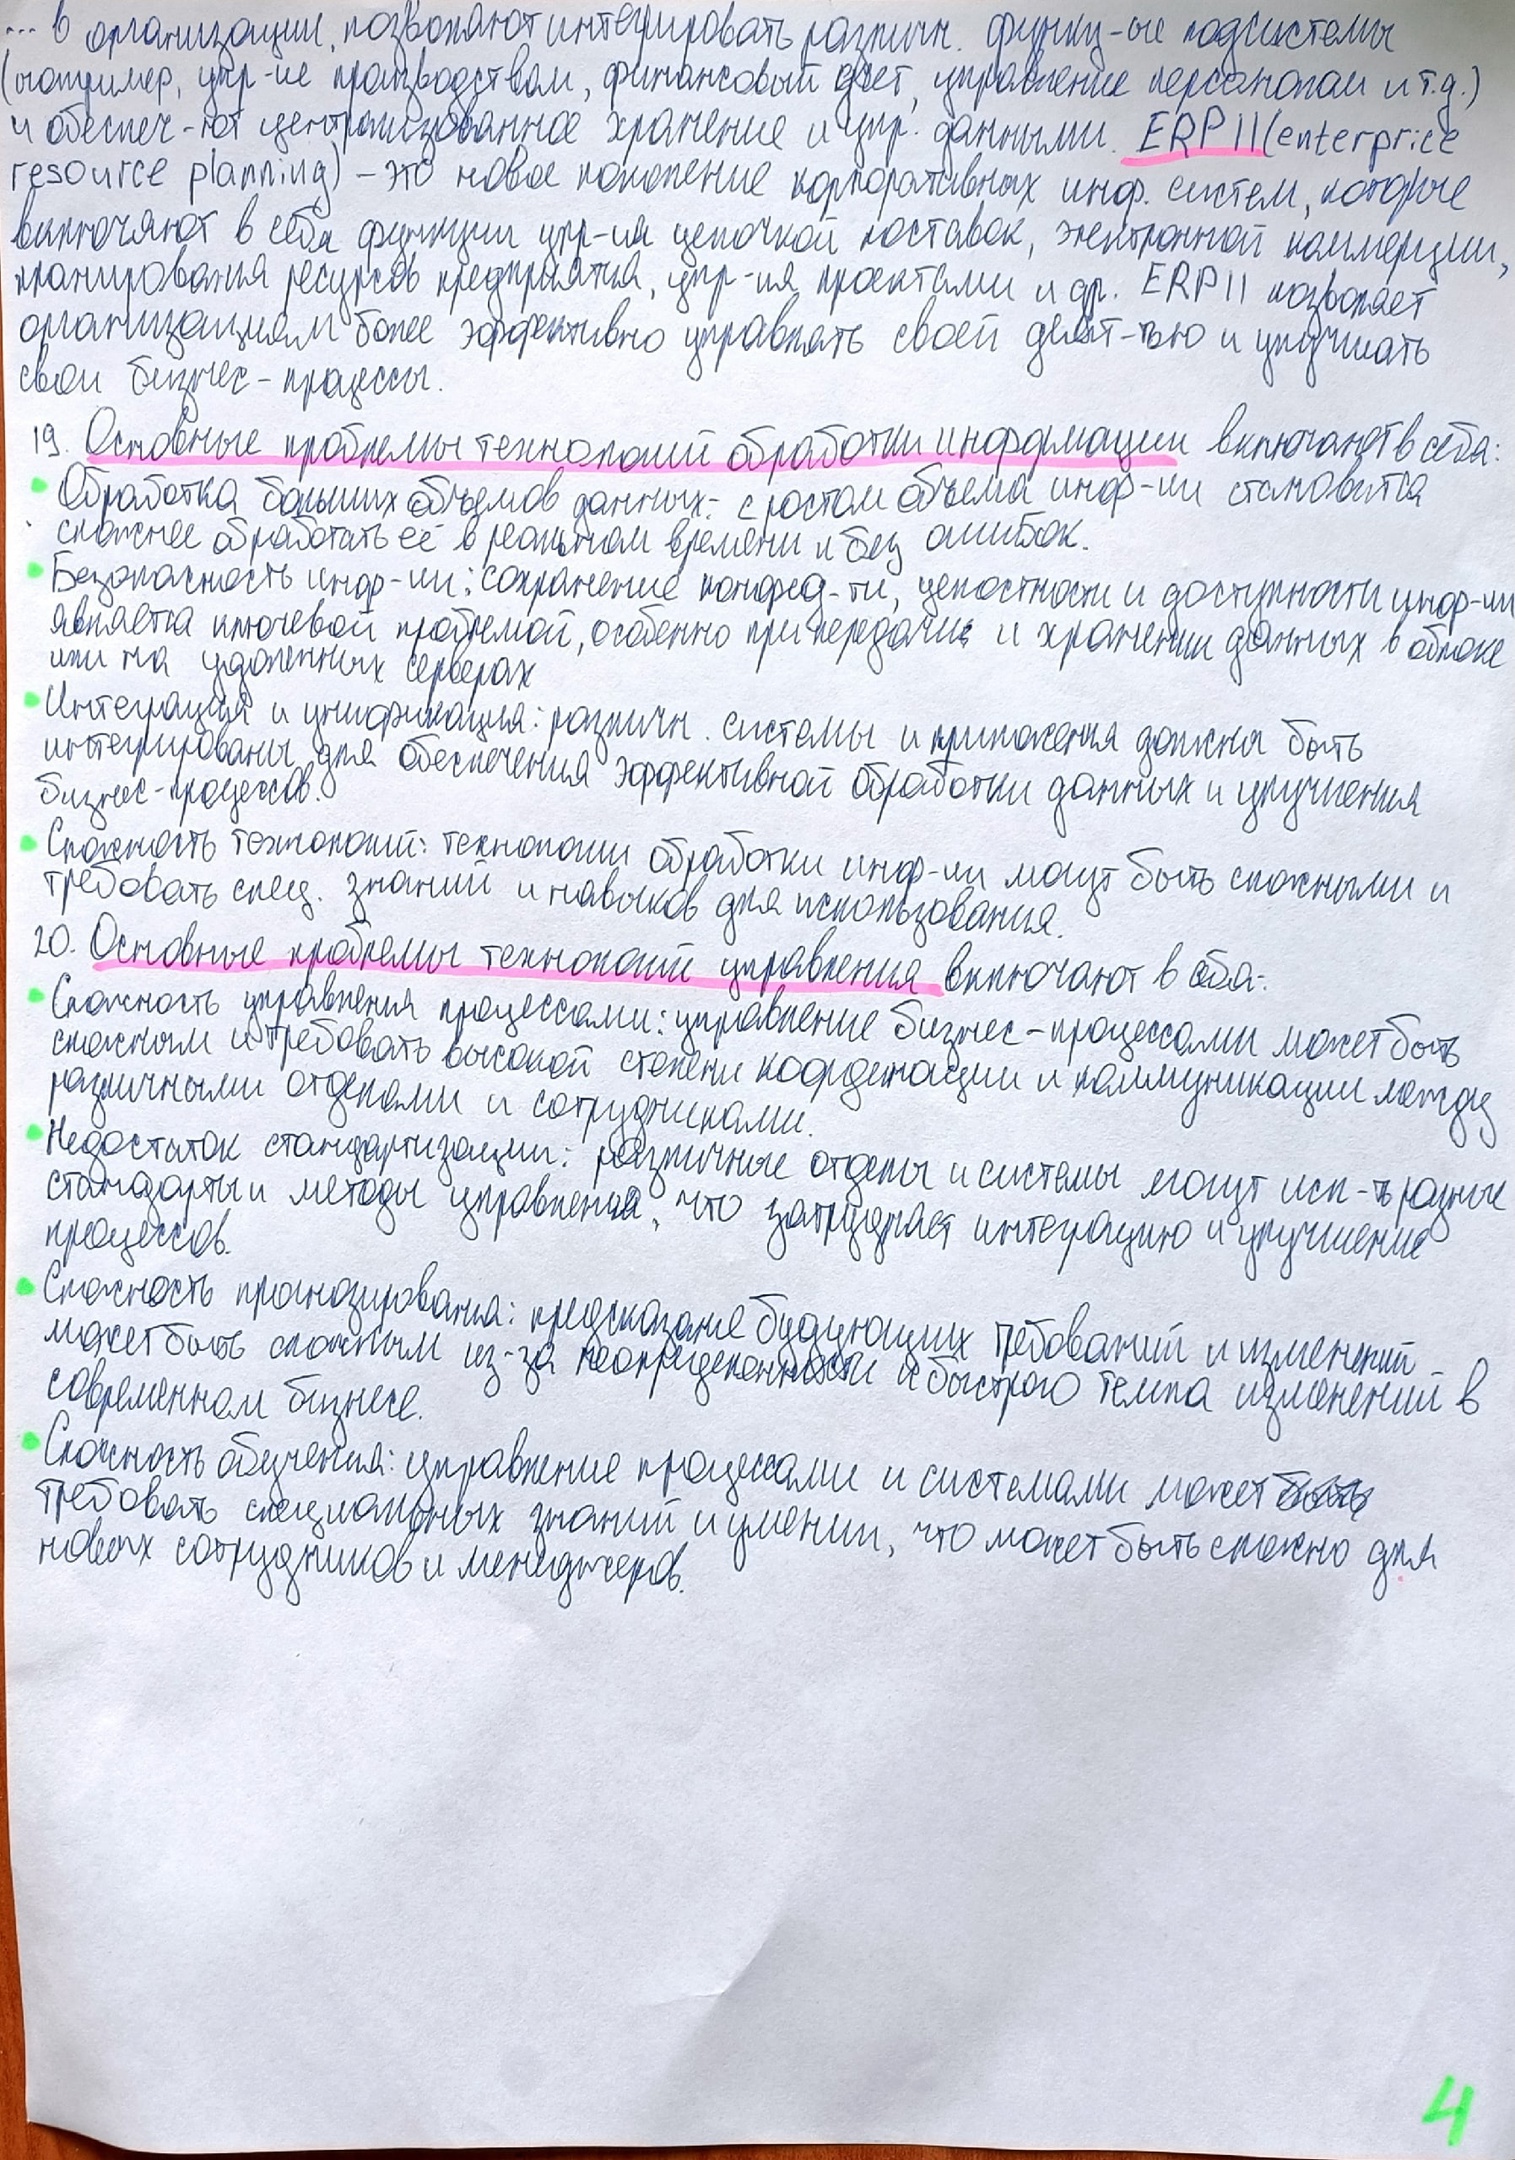 ... в организации, позволяют интегрировать различн. функц-ые подсистемы
(например, упр-ие производством, финансовый учет, управление персоналом и т.д.)
и обеспеч-ют централизованное хранение и упр. данными. ERP II (enterprice
resource planning) – это новое поколение корпоративных инф. систем, которые
включают в себя функции упр-ия цепочкой поставок, электронной коммерции,
планирования ресурсов предприятия, упр-ия проектами и др. ERP II позволяет
организациям более эффективно управлять своей деят-тью и улучшать
свои бизнес-процессы.
19. Основные проблемы технологий обработки информации включают в себя:
• Обработка больших объемов данных: с ростом объема инф-ии становится
сложнее обработать её в реальном времени и без ошибок.
• Безопасность инф-ии: сохранение конфид-ти, целостности и доступности инф-ии
является ключевой проблемой, особенно при передаче и хранении данных в облаке
или на удаленных серверах
• Интеграция и унификация: различн. системы и приложения должны быть
интегрированы для обеспечения эффективной обработки данных и улучшения
бизнес-процессов.
• Сложность технологий: технологии обработки инф-ии могут быть сложными и
требовать спец. знаний и навыков для использования.
20. Основные проблемы технологий управления включают в себя:
• Сложность управления процессами: управление бизнес-процессами может быть
сложным и требовать высокой степени координации и коммуникации между
различными отделами и сотрудниками.
• Недостаток стандартизации: различные отделы и системы могут исп-ть разные
стандарты и методы управления, что затрудняет интеграцию и улучшение
процессов.
• Сложность прогнозирования: предсказание будущих требований и изменений
может быть сложным из-за неопределенности и быстрого темпа изменений в
современном бизнесе.
• Сложность обучения: управление процессами и системами может
требовать специальных знаний и умений, что может быть сложно для
новых сотрудников и менеджеров.
4